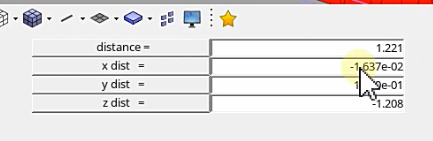 distance = 1.221
x dist = -1.637e-02
y dist =
z dist = -1.208